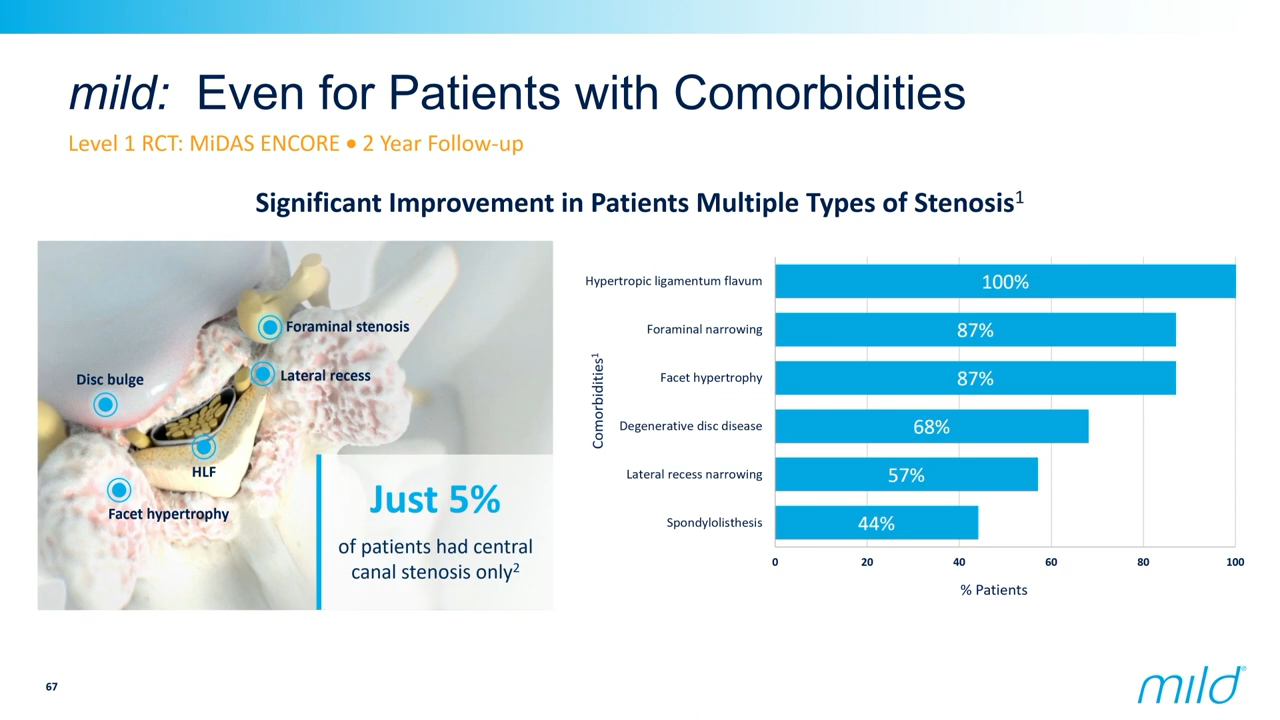 mild: Even for Patients with Comorbidities
Level 1 RCT: MiDAS ENCORE • 2 Year Follow-up
Significant Improvement in Patients Multiple Types of Stenosis1
Foraminal stenosis
Disc bulge
Lateral recess
HLF
Facet hypertrophy
Just 5%
of patients had central
canal stenosis only2
Comorbidities1
Hypertropic ligamentum flavum
100%
Foraminal narrowing
87%
Facet hypertrophy
87%
Degenerative disc disease
68%
Lateral recess narrowing
57%
Spondylolisthesis
44%
0 20 40 60 80 100
% Patients
67
mild®